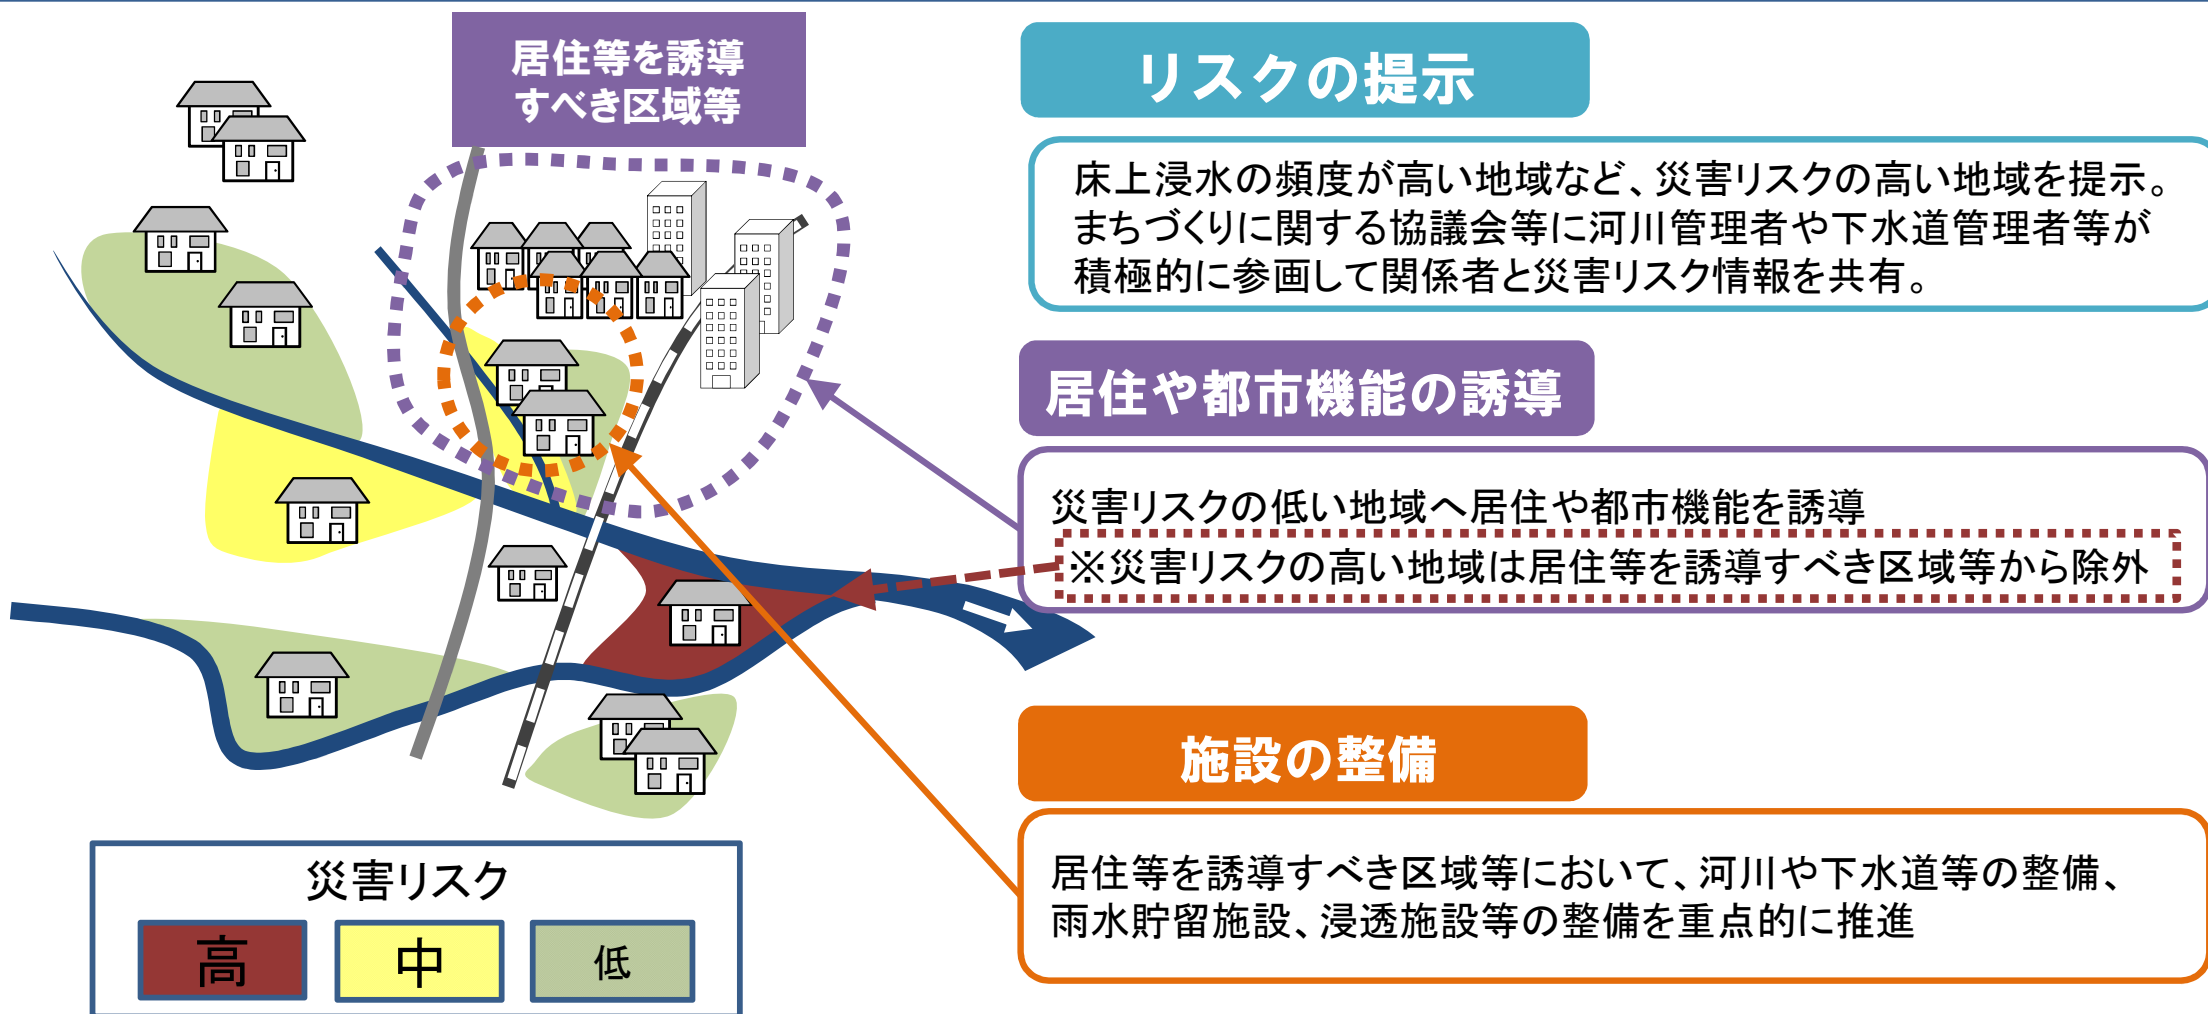 居住等を誘導
すべき区域等
リスクの提示
床上浸水の頻度が高い地域など、災害リスクの高い地域を提示。
まちづくりに関する協議会等に河川管理者や下水道管理者等が
積極的に参画して関係者と災害リスク情報を共有。
居住や都市機能の誘導
災害リスクの低い地域へ居住や都市機能を誘導
※災害リスクの高い地域は居住等を誘導すべき区域等から除外
施設の整備
居住等を誘導すべき区域等において、河川や下水道等の整備、
雨水貯留施設、浸透施設等の整備を重点的に推進
災害リスク
高 中 低